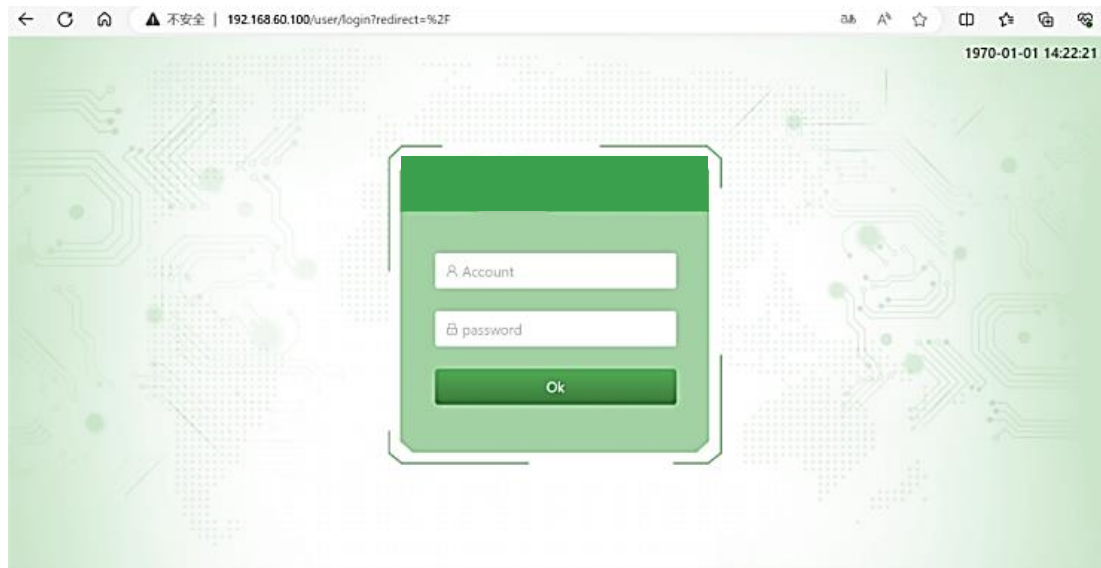 不安全 | 192.168.60.100/user/login?redirect=%2F
1970-01-01 14:22:21
Account
password
Ok